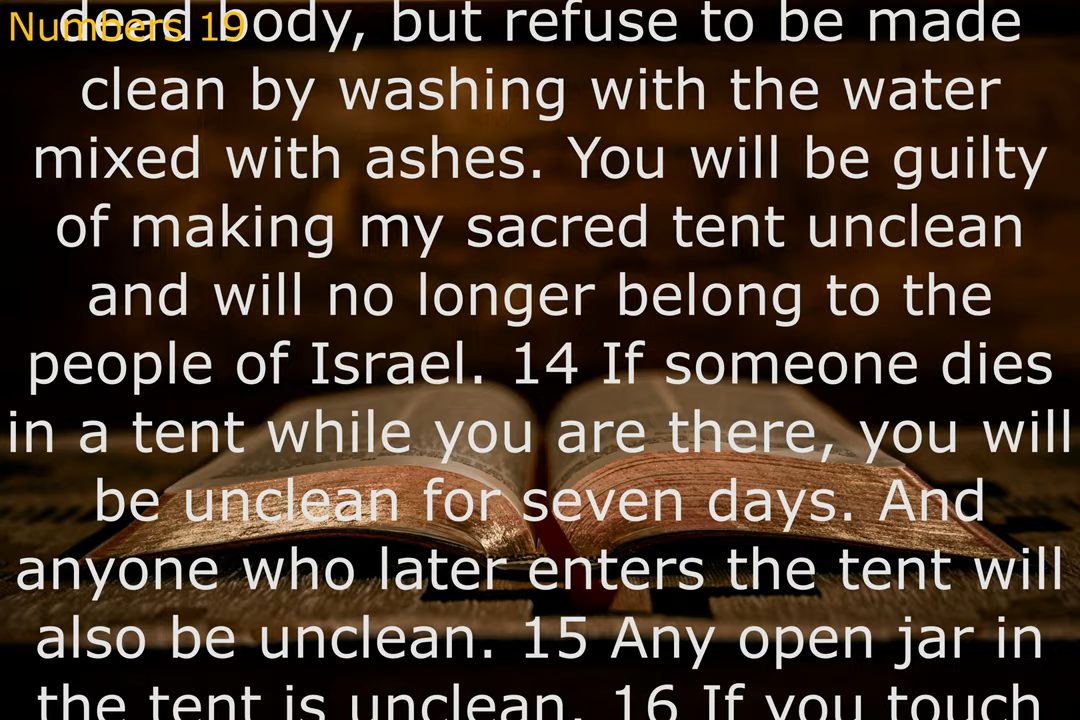 Numbers 19
dead body, but refuse to be made
clean by washing with the water
mixed with ashes. You will be guilty
of making my sacred tent unclean
and will no longer belong to the
people of Israel. 14 If someone dies
in a tent while you are there, you will
be unclean for seven days. And
anyone who later enters the tent will
also be unclean. 15 Any open jar in
the tent is unclean. 16 If you touch